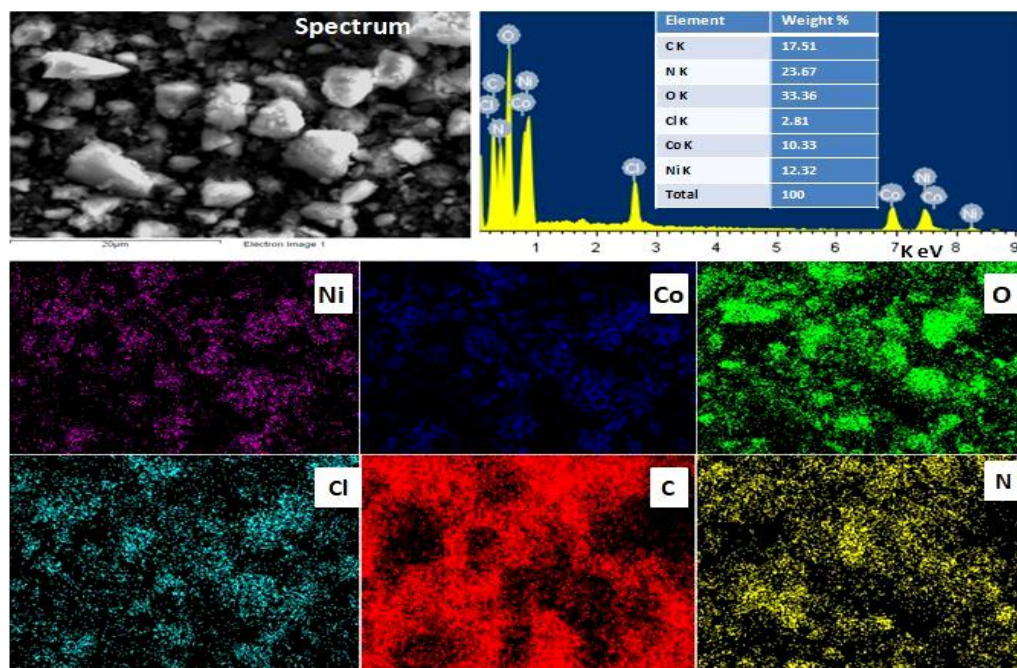 Spectrum
20µm
Electron Image 1
O
C
Ni
Cl
Co
N
Cl
Ni
Co
Co
Ni
1 2 3 4 5 6 7 8 9
K eV
Element Weight %
C K 17.51
N K 23.67
O K 33.36
Cl K 2.81
Co K 10.33
Ni K 12.32
Total 100
Ni
Co
O
Cl
C
N